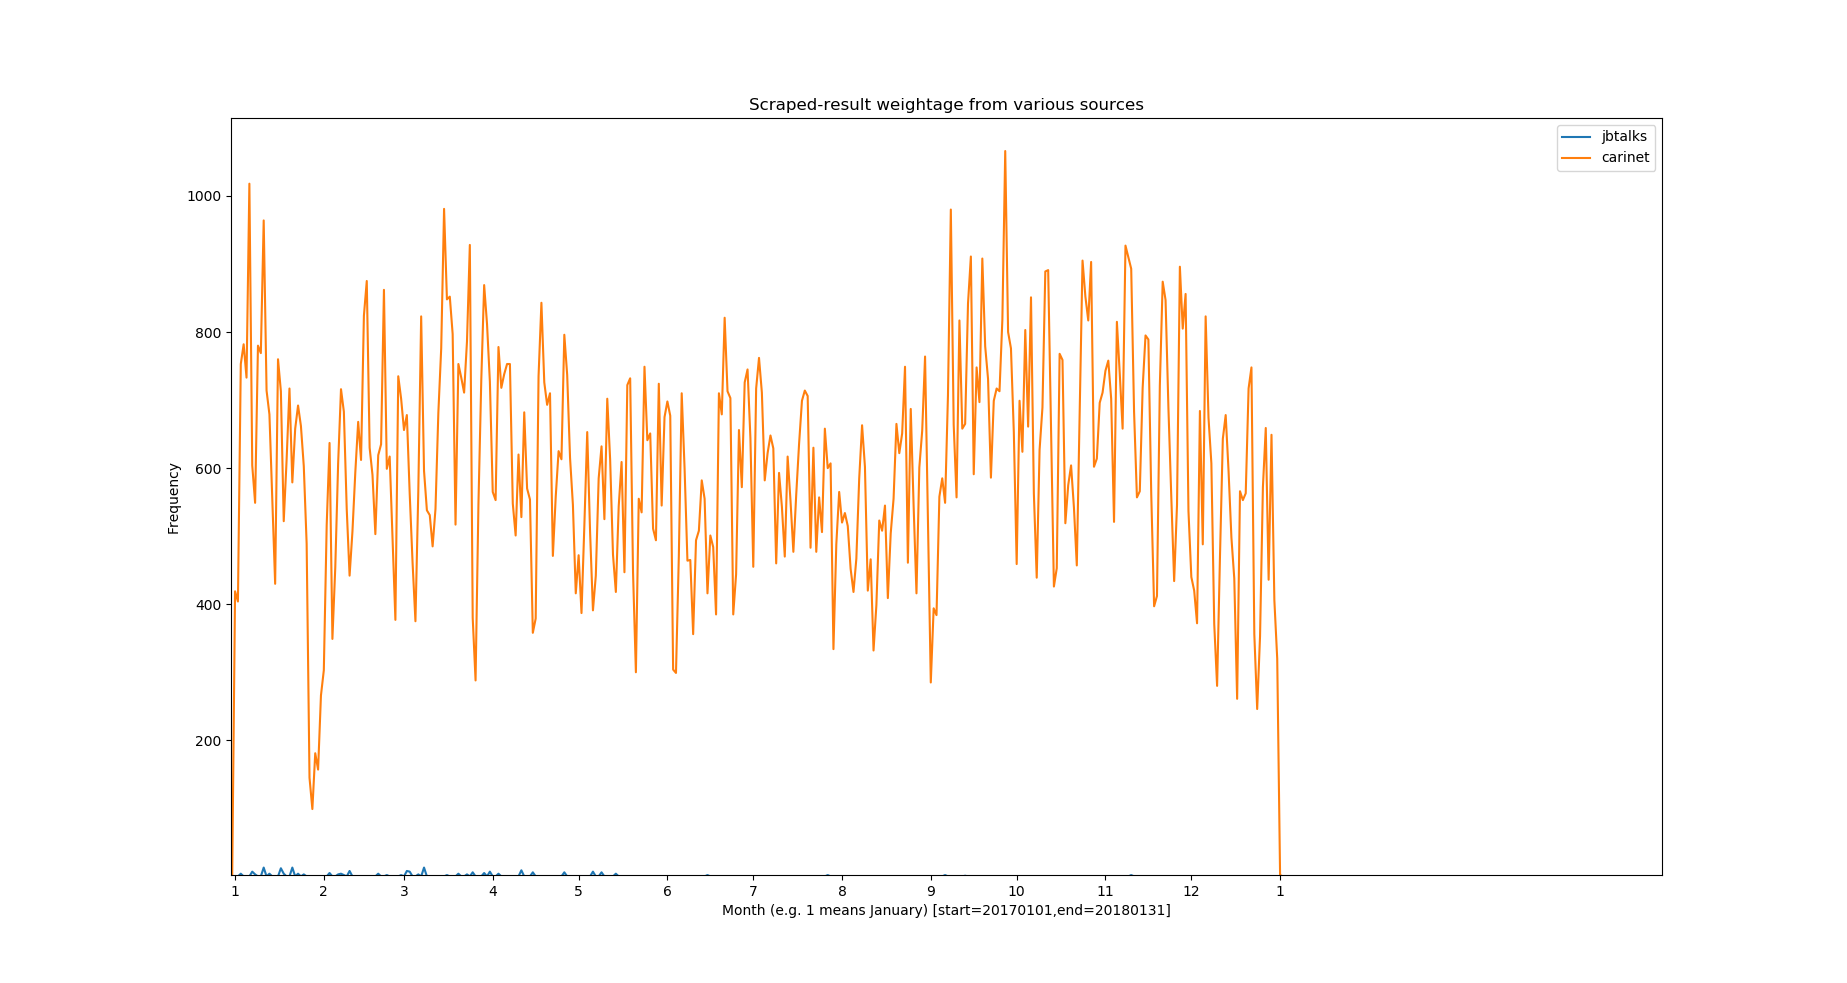 Scraped-result weightage from various sources
jbtalks
carinet
1000
800
600
400
200
Frequency
1 2 3 4 5 6 7 8 9 10 11 12 1
Month (e.g. 1 means January) [start=20170101,end=20180131]